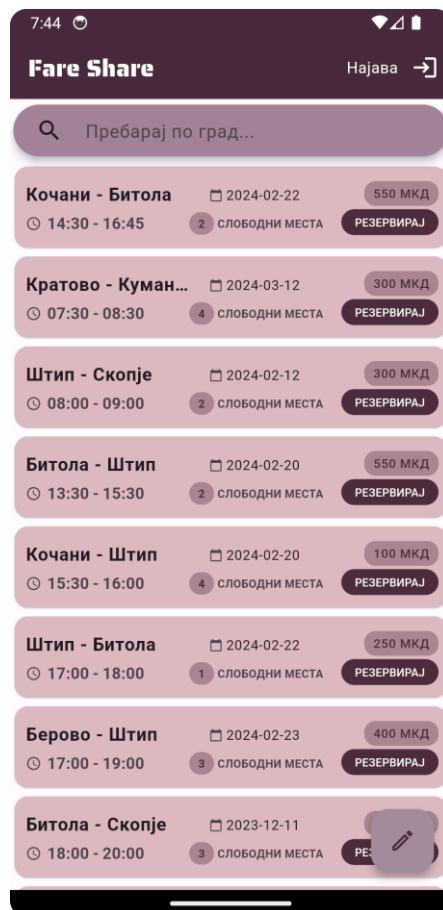 7:44
Fare Share
Најава
Пребарај по град...
Кочани - Битола 2024-02-22 550 МКД
14:30 - 16:45 2 СЛОБОДНИ МЕСТА РЕЗЕРВИРАЈ
Кратово - Куман... 2024-03-12 300 МКД
07:30 - 08:30 4 СЛОБОДНИ МЕСТА РЕЗЕРВИРАЈ
Штип - Скопје 2024-02-12 300 МКД
08:00 - 09:00 2 СЛОБОДНИ МЕСТА РЕЗЕРВИРАЈ
Битола - Штип 2024-02-20 550 МКД
13:30 - 15:30 2 СЛОБОДНИ МЕСТА РЕЗЕРВИРАЈ
Кочани - Штип 2024-02-20 100 МКД
15:30 - 16:00 4 СЛОБОДНИ МЕСТА РЕЗЕРВИРАЈ
Штип - Битола 2024-02-22 250 МКД
17:00 - 18:00 1 СЛОБОДНИ МЕСТА РЕЗЕРВИРАЈ
Берово - Штип 2024-02-23 400 МКД
17:00 - 19:00 3 СЛОБОДНИ МЕСТА РЕЗЕРВИРАЈ
Битола - Скопје 2023-12-11
18:00 - 20:00 3 СЛОБОДНИ МЕСТА